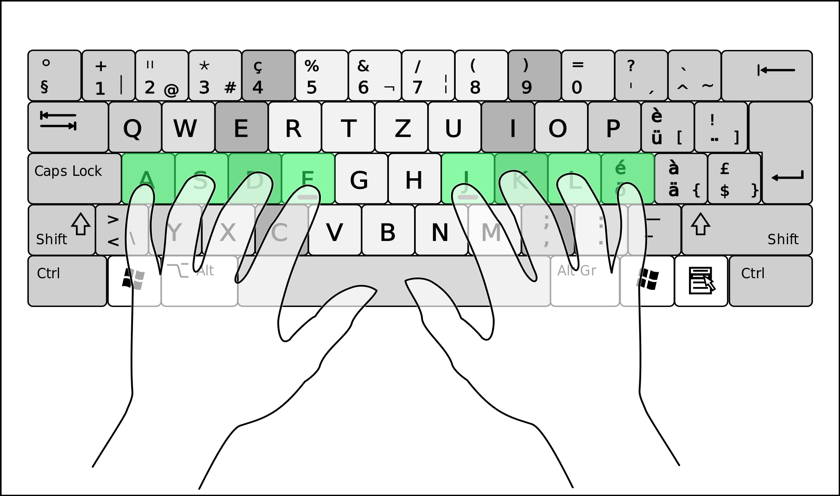 ° + " * ç % & / ( ) = ? `
§ 1 | 2 @ 3 # 4 5 6 ¬ 7 ¦ 8 9 0 ' ´ ^ ~
Q W E R T Z U I O P è ü [ ! ¨ ]
Caps Lock A S D F G H J K L é ö à ä { £ $ }
Shift > < \ Y X C V B N M ; , : . _ - Shift
Ctrl Alt Alt Gr Ctrl